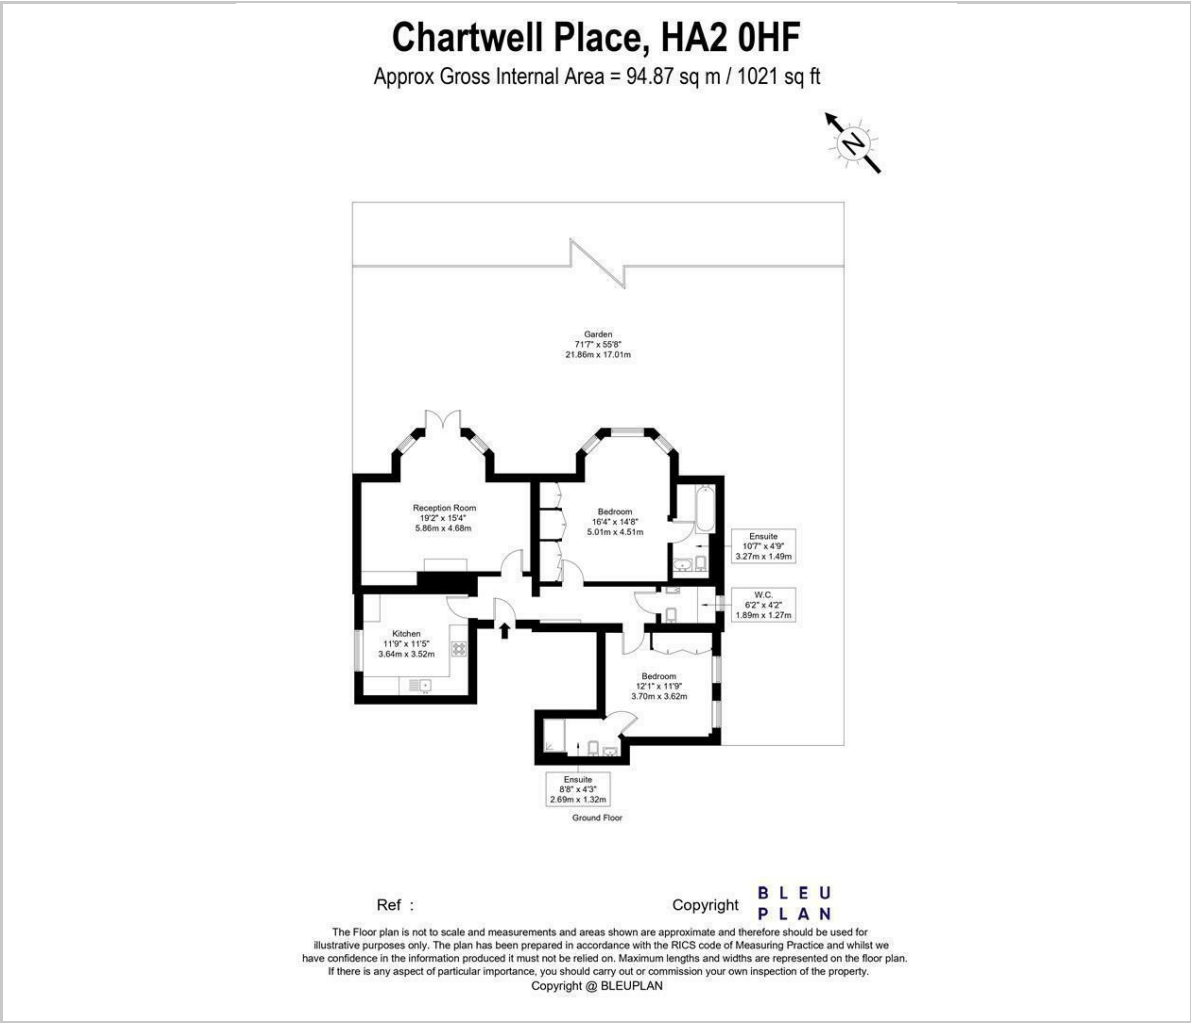 Chartwell Place, HA2 0HF
Approx Gross Internal Area = 94.87 sq m / 1021 sq ft
N
Garden
71'7" x 55'8"
21.86m x 17.01m
Reception Room
19'2" x 15'4"
5.86m x 4.68m
Bedroom
16'4" x 14'8"
5.01m x 4.51m
Ensuite
10'7" x 4'9"
3.27m x 1.49m
W.C.
6'2" x 4'2"
1.89m x 1.27m
Kitchen
11'9" x 11'5"
3.64m x 3.52m
Bedroom
12'1" x 11'9"
3.70m x 3.62m
Ensuite
8'8" x 4'3"
2.69m x 1.32m
Ground Floor
Ref :
Copyright
BLEU
PLAN
The Floor plan is not to scale and measurements and areas shown are approximate and therefore should be used for
illustrative purposes only. The plan has been prepared in accordance with the RICS code of Measuring Practice and whilst we
have confidence in the information produced it must not be relied on. Maximum lengths and widths are represented on the floor plan.
If there is any aspect of particular importance, you should carry out or commission your own inspection of the property.
Copyright @ BLEUPLAN